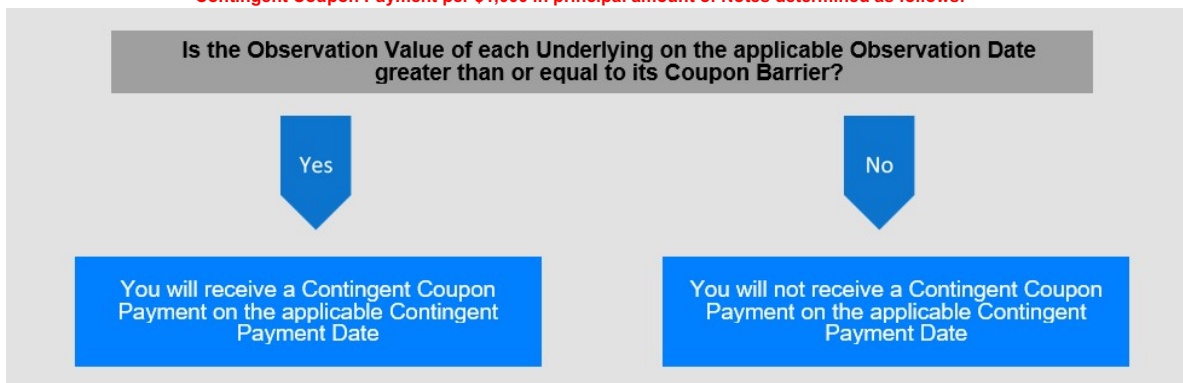 Contingent Coupon Payment per $1,000 in principal amount of Notes determined as follows:
Is the Observation Value of each Underlying on the applicable Observation Date
greater than or equal to its Coupon Barrier?
Yes
No
You will receive a Contingent Coupon
Payment on the applicable Contingent
Payment Date
You will not receive a Contingent Coupon
Payment on the applicable Contingent
Payment Date